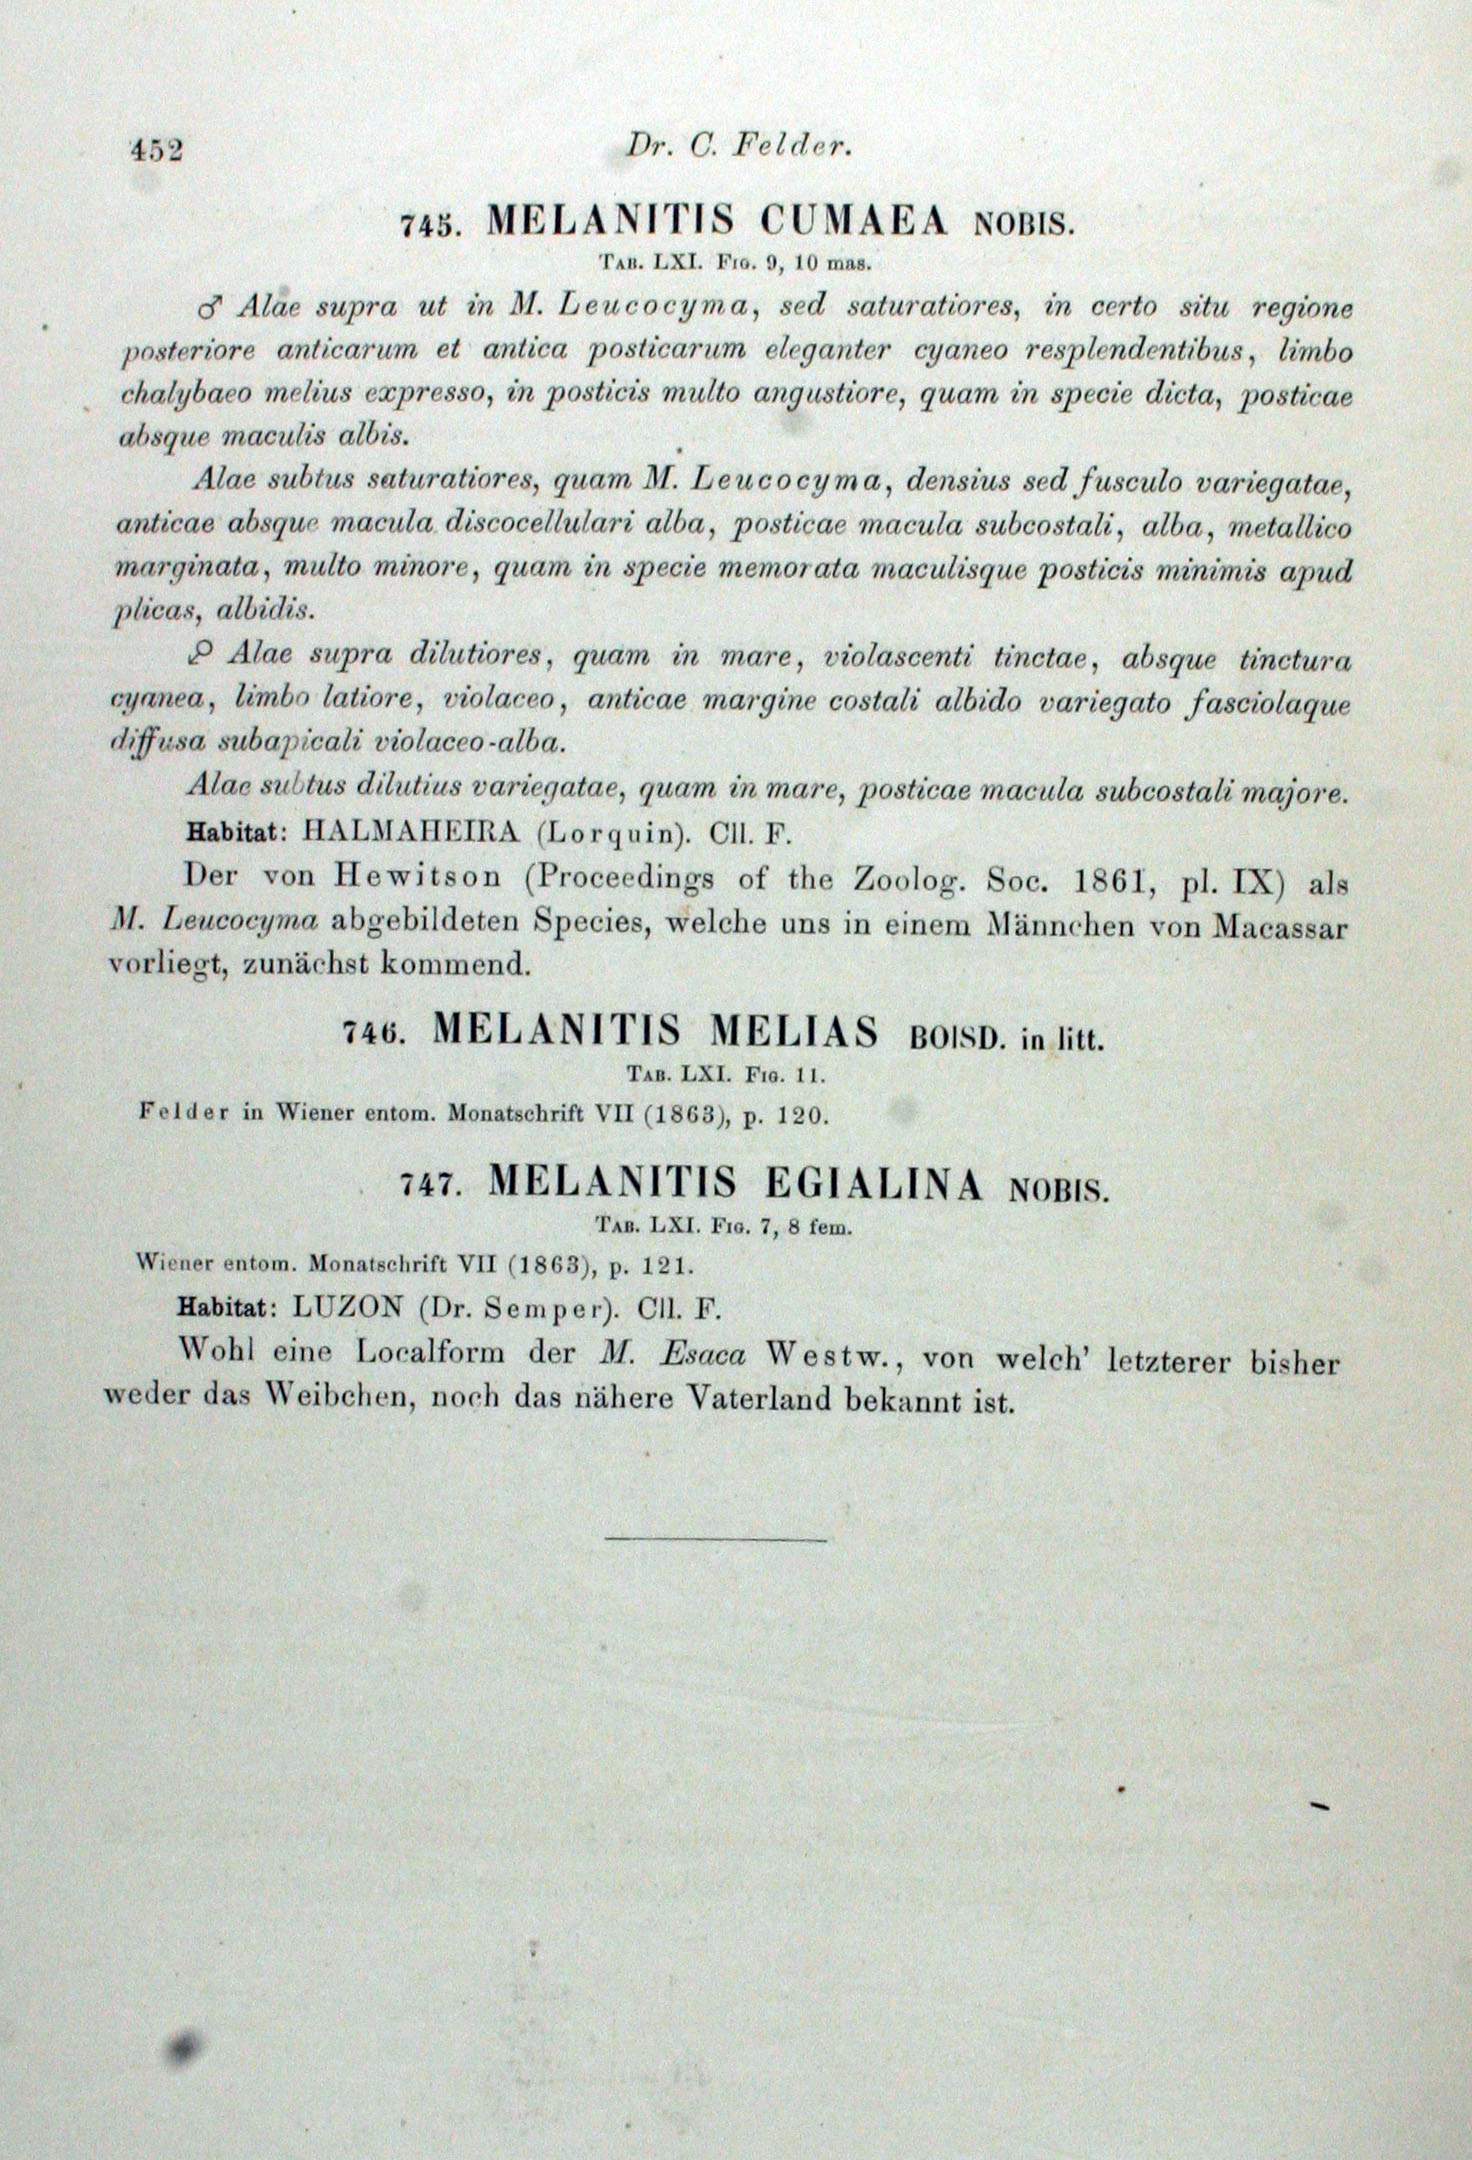 452
Dr. C. Felder.
745. MELANITIS CUMAEA NOBIS.
TAB. LXI. FIG. 9, 10 mas.
♂ Alae supra ut in M. Leucocyma, sed saturatiores, in certo situ regione
posteriore anticarum et antica posticarum eleganter cyaneo resplendentibus, limbo
chalybaeo melius expresso, in posticis multo angustiore, quam in specie dicta, posticae
absque maculis albis.
Alae subtus saturatiores, quam M. Leucocyma, densius sed fusculo variegatae,
anticae absque macula discocellulari alba, posticae macula subcostali, alba, metallico
marginata, multo minore, quam in specie memorata maculisque posticis minimis apud
plicas, albidis.
♀ Alae supra dilutiores, quam in mare, violascenti tinctae, absque tinctura
cyanea, limbo latiore, violaceo, anticae margine costali albido variegato fasciolaque
diffusa subapicali violaceo-alba.
Alae subtus dilutius variegatae, quam in mare, posticae macula subcostali majore.
Habitat: HALMAHEIRA (Lorquin). Cll. F.
Der von Hewitson (Proceedings of the Zoolog. Soc. 1861, pl. IX) als
M. Leucocyma abgebildeten Species, welche uns in einem Männchen von Macassar
vorliegt, zunächst kommend.
746. MELANITIS MELIAS BOISD. in litt.
TAB. LXI. FIG. 11.
Felder in Wiener entom. Monatschrift VII (1863), p. 120.
747. MELANITIS EGIALINA NOBIS.
TAB. LXI. FIG. 7, 8 fem.
Wiener entom. Monatschrift VII (1863), p. 121.
Habitat: LUZON (Dr. Semper). Cll. F.
Wohl eine Localform der M. Esaca Westw., von welch' letzterer bisher
weder das Weibchen, noch das nähere Vaterland bekannt ist.